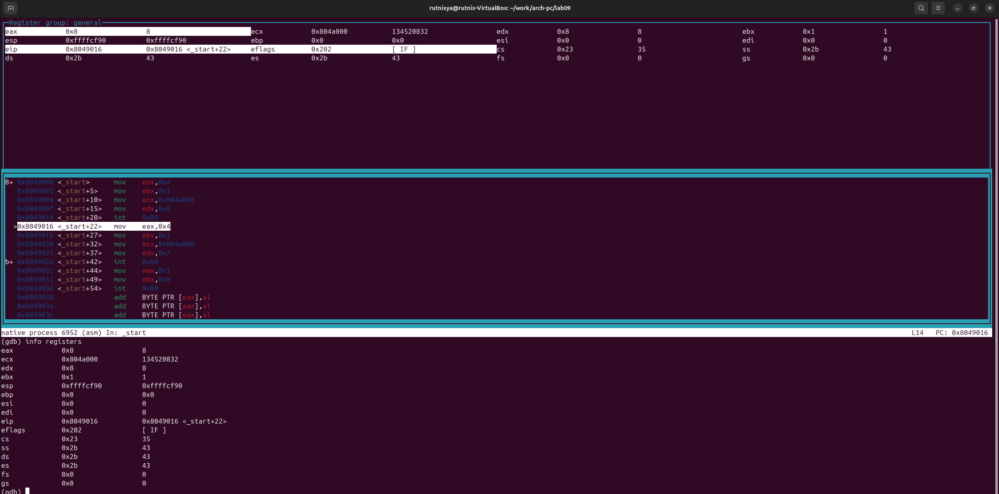 rutnixya@rutnix-VirtualBox: ~/work/arch-pc/lab09
Register group: general
eax 0x8 8 ecx 0x804a000 134520832 edx 0x8 8 ebx 0x1 1
esp 0xffffcf90 0xffffcf90 ebp 0x0 0x0 esi 0x0 0 edi 0x0 0
eip 0x8049016 0x8049016 <_start+22> eflags 0x202 [ IF ] cs 0x23 35 ss 0x2b 43
ds 0x2b 43 es 0x2b 43 fs 0x0 0 gs 0x0 0
B+ 0x8049000 <_start> mov eax,0x4
0x8049005 <_start+5> mov ebx,0x1
0x804900a <_start+10> mov ecx,0x804a000
0x804900f <_start+15> mov edx,0x8
0x8049014 <_start+20> int 0x80
>0x8049016 <_start+22> mov eax,0x4
0x804901b <_start+27> mov ebx,0x1
0x8049020 <_start+32> mov ecx,0x804a008
0x8049025 <_start+37> mov edx,0x7
b+ 0x804902a <_start+42> int 0x80
0x804902c <_start+44> mov eax,0x1
0x8049031 <_start+49> mov ebx,0x0
0x8049036 <_start+54> int 0x80
0x8049038 add BYTE PTR [eax],al
0x804903a add BYTE PTR [eax],al
0x804903c add BYTE PTR [eax],al
native process 6952 (asm) In: _start L14 PC: 0x8049016
(gdb) info registers
eax 0x8 8
ecx 0x804a000 134520832
edx 0x8 8
ebx 0x1 1
esp 0xffffcf90 0xffffcf90
ebp 0x0 0x0
esi 0x0 0
edi 0x0 0
eip 0x8049016 0x8049016 <_start+22>
eflags 0x202 [ IF ]
cs 0x23 35
ss 0x2b 43
ds 0x2b 43
es 0x2b 43
fs 0x0 0
gs 0x0 0
(gdb)